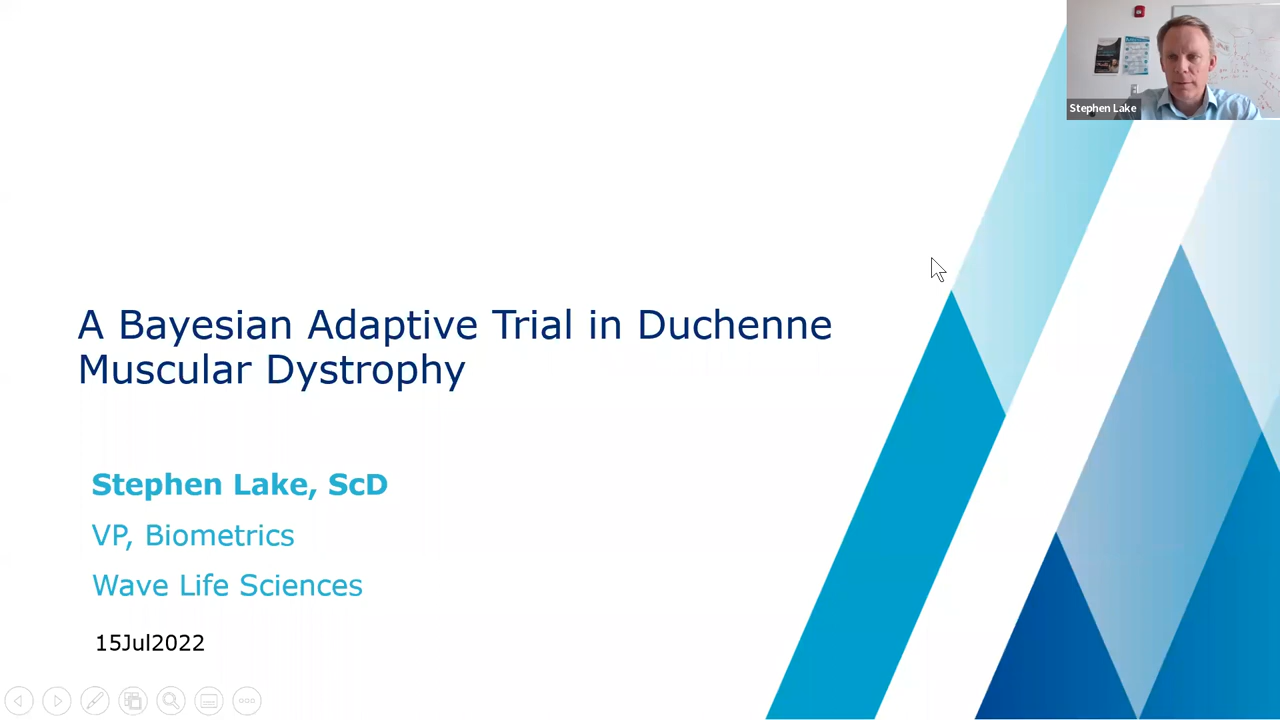 Stephen Lake
A Bayesian Adaptive Trial in Duchenne
Muscular Dystrophy
Stephen Lake, ScD
VP, Biometrics
Wave Life Sciences
15Jul2022